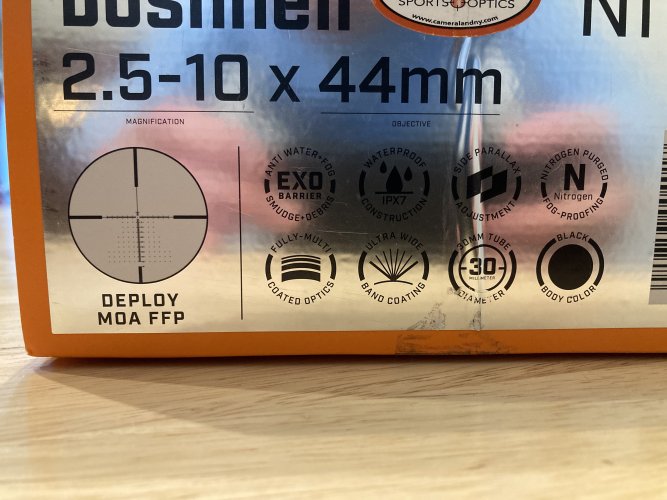 bushnell
SPORTS OPTICS
www.cameralandny.com
2.5-10 x 44mm
MAGNIFICATION
OBJECTIVE
ANTI WATER+FOG
EXO
BARRIER
SMUDGE+DEBRIS
WATERPROOF
IPX7
CONSTRUCTION
SIDE PARALLAX
ADJUSTMENT
NITROGEN PURGED
N
Nitrogen
FOG-PROOFING
DEPLOY
MOA FFP
FULLY-MULTI
COATED OPTICS
ULTRA WIDE
BAND COATING
30MM TUBE
-30-
MILLIMETER
DIAMETER
BLACK
BODY COLOR